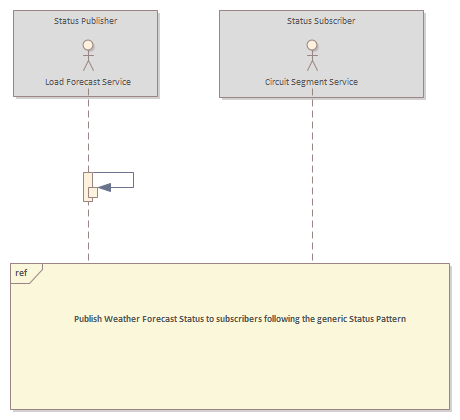 Status Publisher
Status Subscriber
Load Forecast Service
Circuit Segment Service
ref
Publish Weather Forecast Status to subscribers following the generic Status Pattern